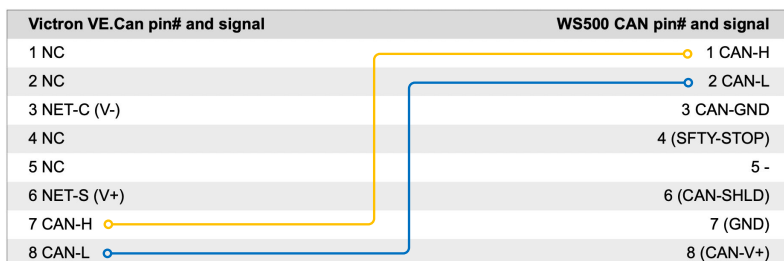 Victron VE.Can pin# and signal WS500 CAN pin# and signal
1 NC 1 CAN-H
2 NC 2 CAN-L
3 NET-C (V-) 3 CAN-GND
4 NC 4 (SFTY-STOP)
5 NC 5 -
6 NET-S (V+) 6 (CAN-SHLD)
7 CAN-H 7 (GND)
8 CAN-L 8 (CAN-V+)